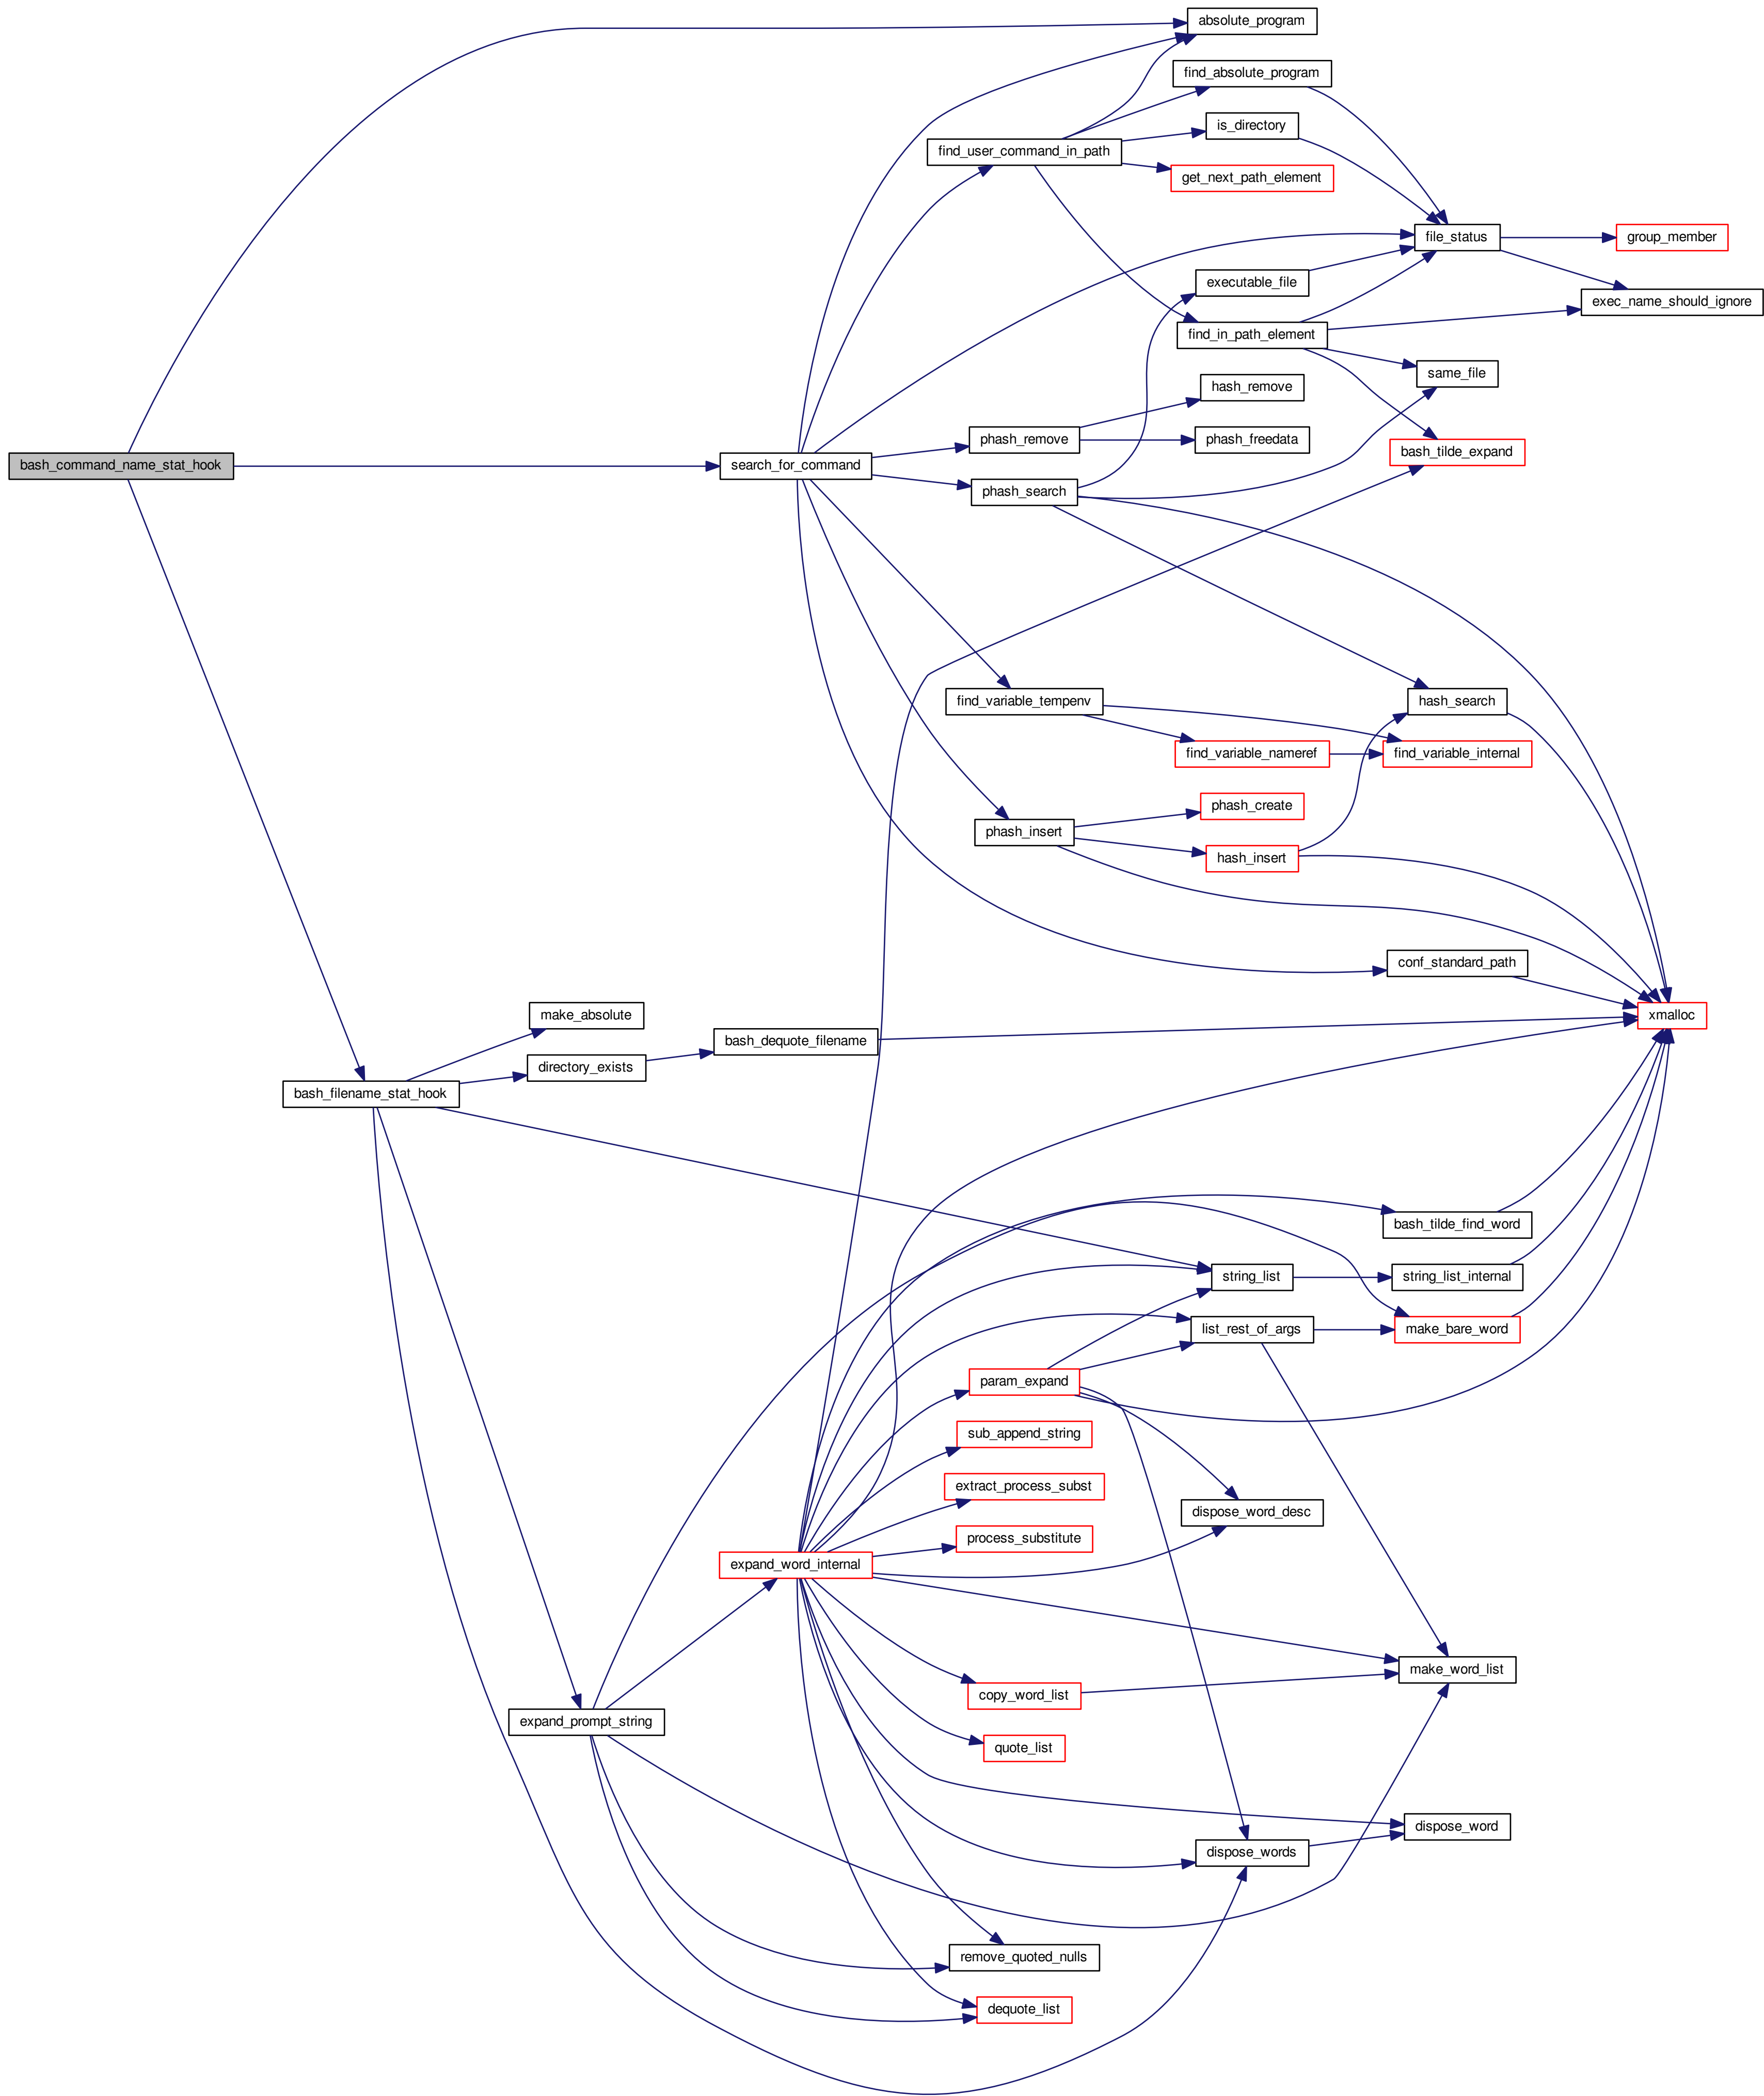 absolute_program
find_absolute_program
is_directory
find_user_command_in_path
get_next_path_element
file_status
group_member
executable_file
exec_name_should_ignore
find_in_path_element
same_file
hash_remove
phash_remove
phash_freedata
bash_tilde_expand
bash_command_name_stat_hook
search_for_command
phash_search
find_variable_tempenv
hash_search
find_variable_nameref
find_variable_internal
phash_create
phash_insert
hash_insert
conf_standard_path
make_absolute
xmalloc
bash_dequote_filename
directory_exists
bash_filename_stat_hook
bash_tilde_find_word
string_list
string_list_internal
list_rest_of_args
make_bare_word
param_expand
sub_append_string
extract_process_subst
dispose_word_desc
process_substitute
expand_word_internal
make_word_list
copy_word_list
expand_prompt_string
quote_list
dispose_word
dispose_words
remove_quoted_nulls
dequote_list